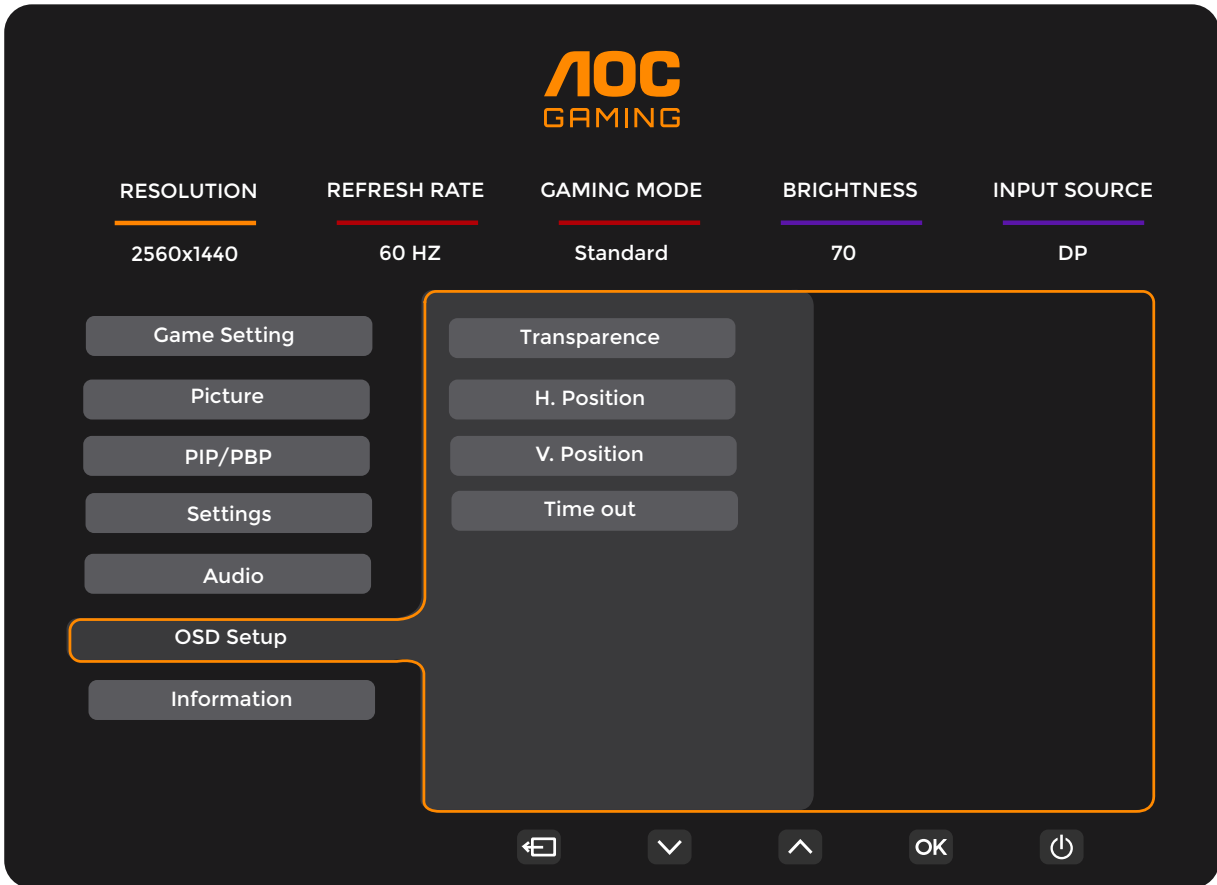 AOC
GAMING
RESOLUTION REFRESH RATE GAMING MODE BRIGHTNESS INPUT SOURCE
2560x1440 60 HZ Standard 70 DP
Game Setting
Picture
PIP/PBP
Settings
Audio
OSD Setup
Information
Transparence
H. Position
V. Position
Time out
OK